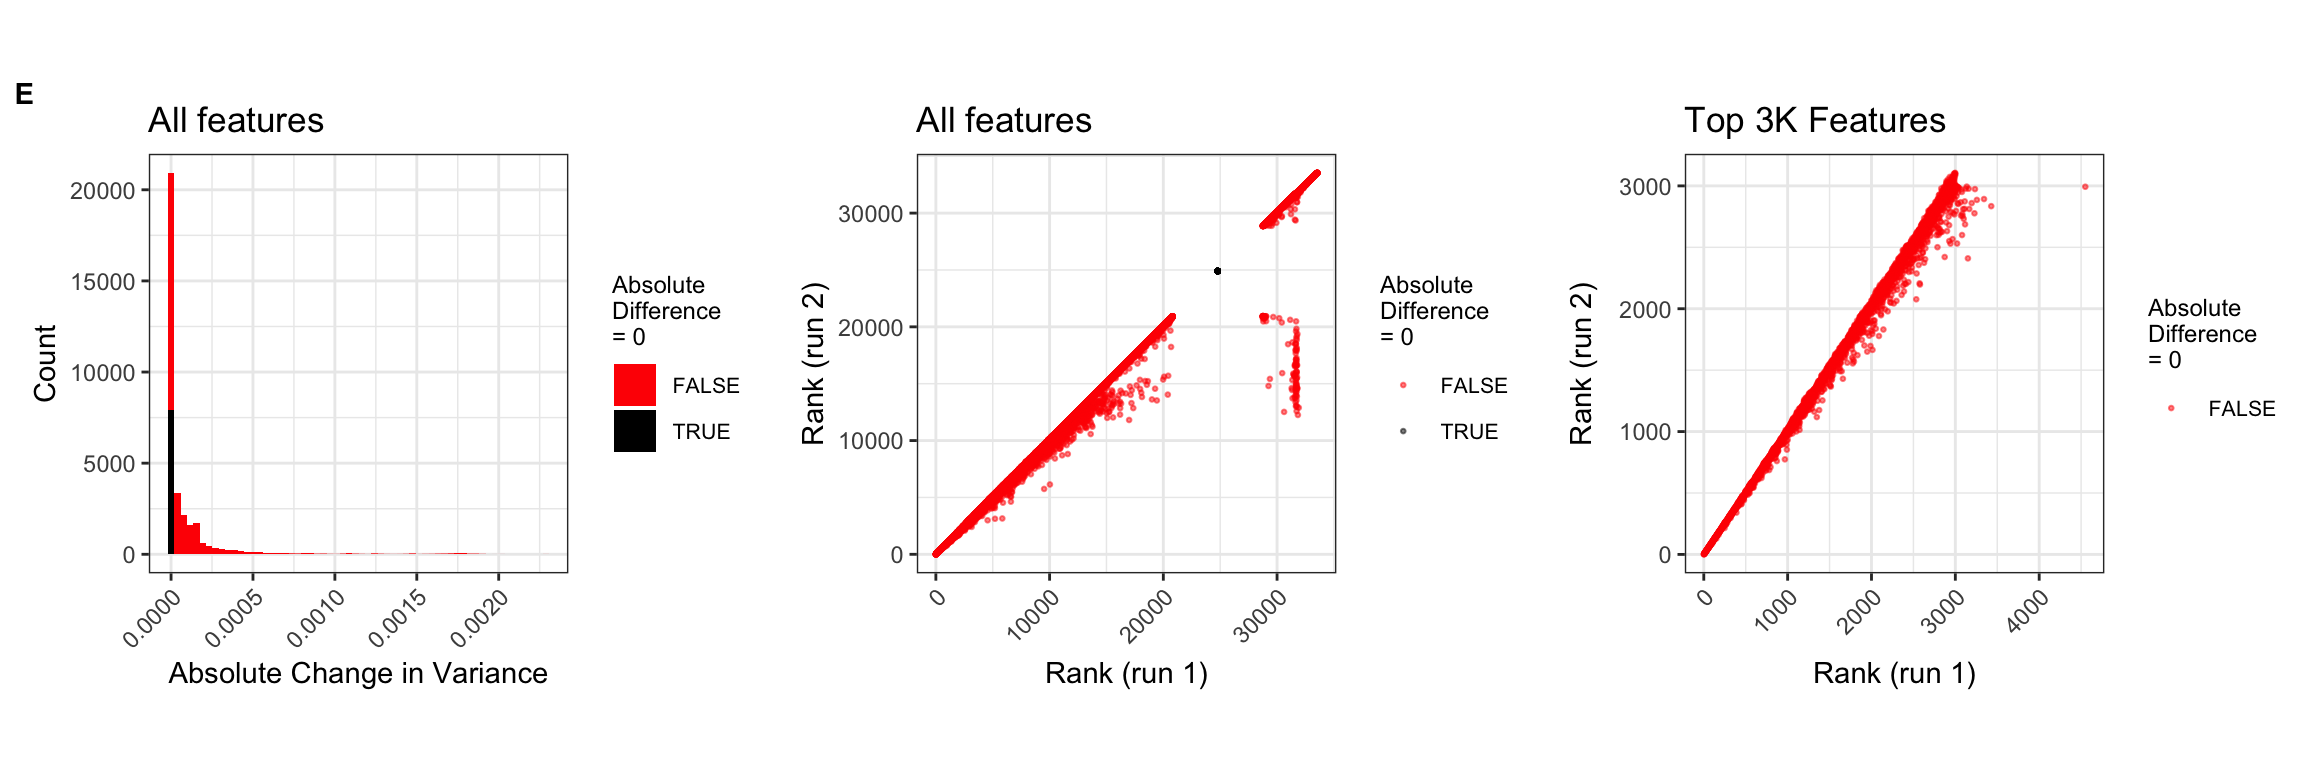 E
All features
20000
15000
10000
5000
0
Count
0.0000
0.0005
0.0010
0.0015
0.0020
Absolute Change in Variance
Absolute
Difference
= 0
FALSE
TRUE
All features
30000
20000
10000
0
Rank (run 2)
0
10000
20000
30000
Rank (run 1)
Absolute
Difference
= 0
FALSE
TRUE
Top 3K Features
3000
2000
1000
0
Rank (run 2)
0
1000
2000
3000
4000
Rank (run 1)
Absolute
Difference
= 0
FALSE